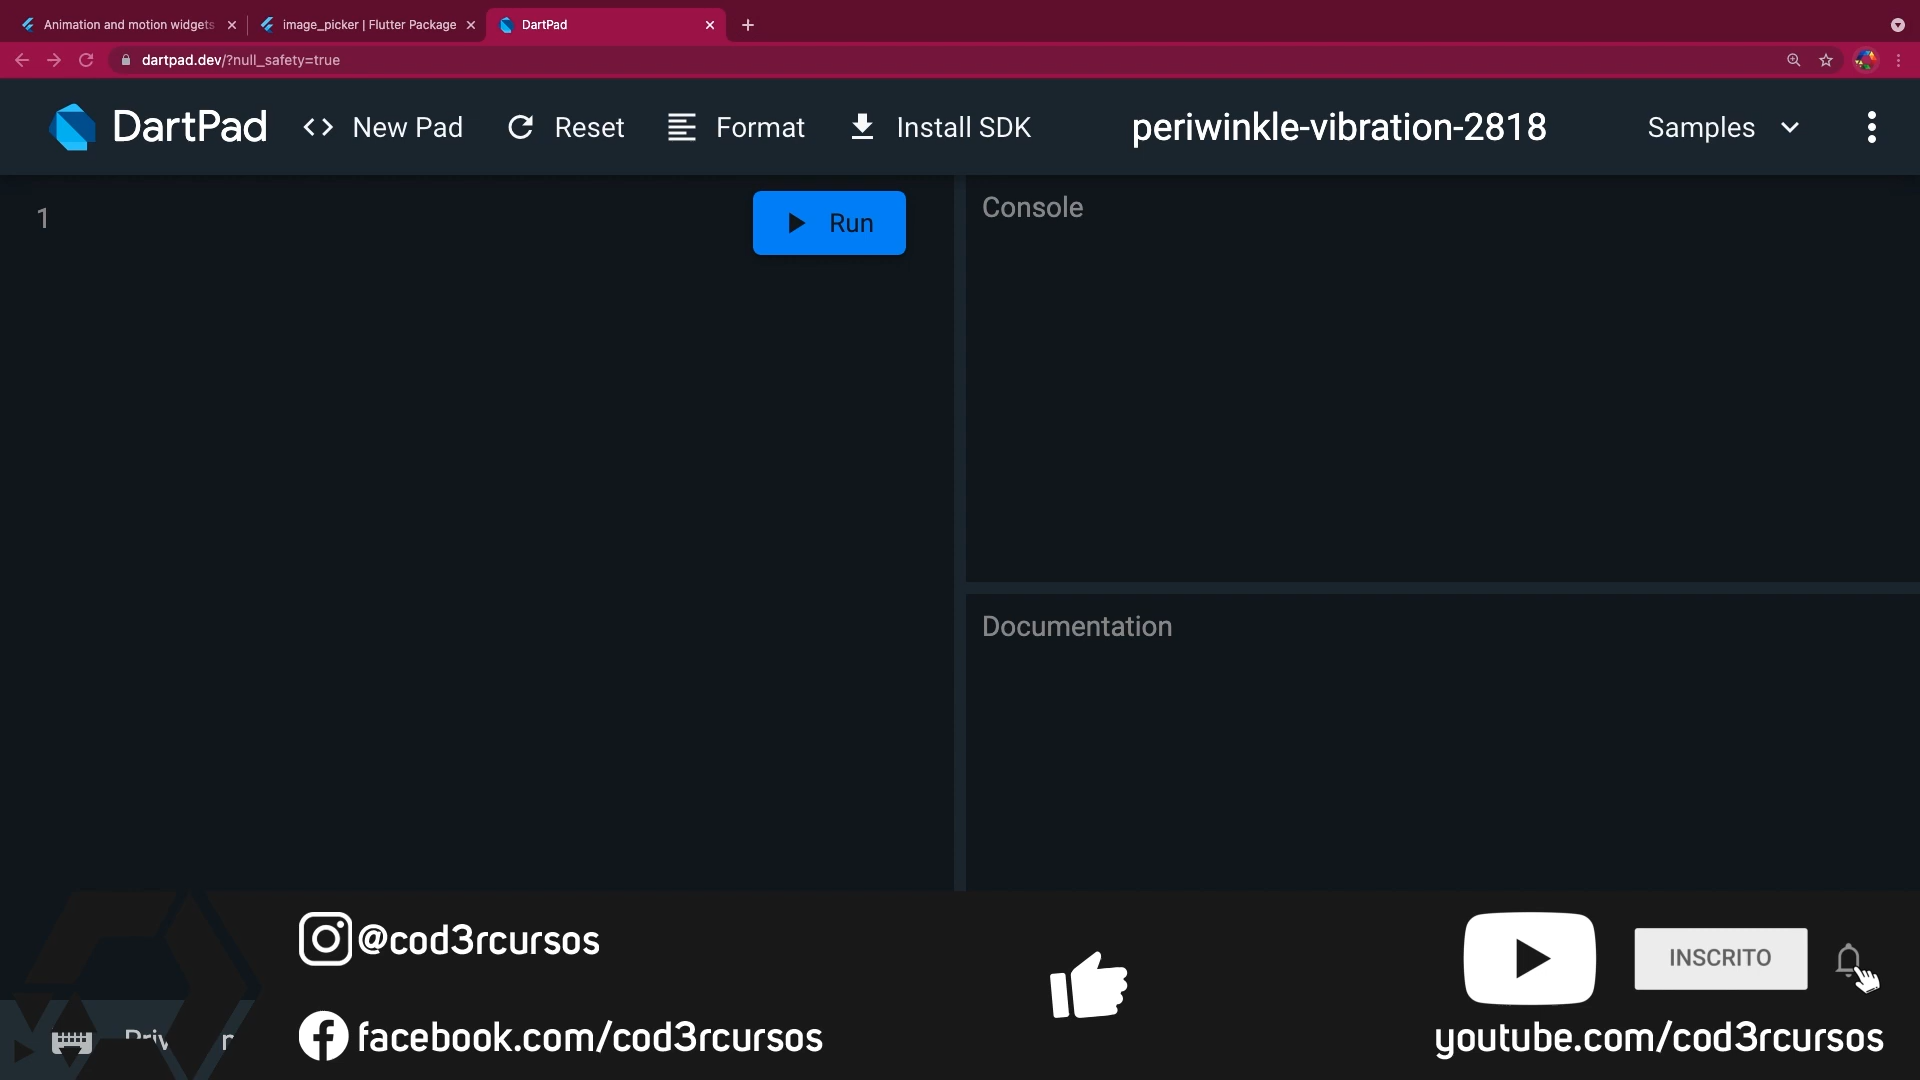 Animation and motion widgets
image_picker | Flutter Package
DartPad
dartpad.dev/?null_safety=true
DartPad
<> New Pad
Reset
Format
Install SDK
periwinkle-vibration-2818
Samples
1
Run
Console
Documentation
@cod3rcursos
facebook.com/cod3rcursos
INSCRITO
youtube.com/cod3rcursos